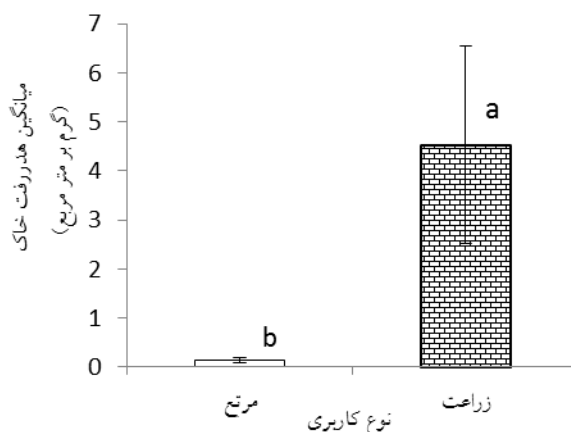 میانگین هدررفت خاک
(گرم بر متر مربع)
7
6
5
4
3
2
1
0
a
b
مرتع
زراعت
نوع کاربری